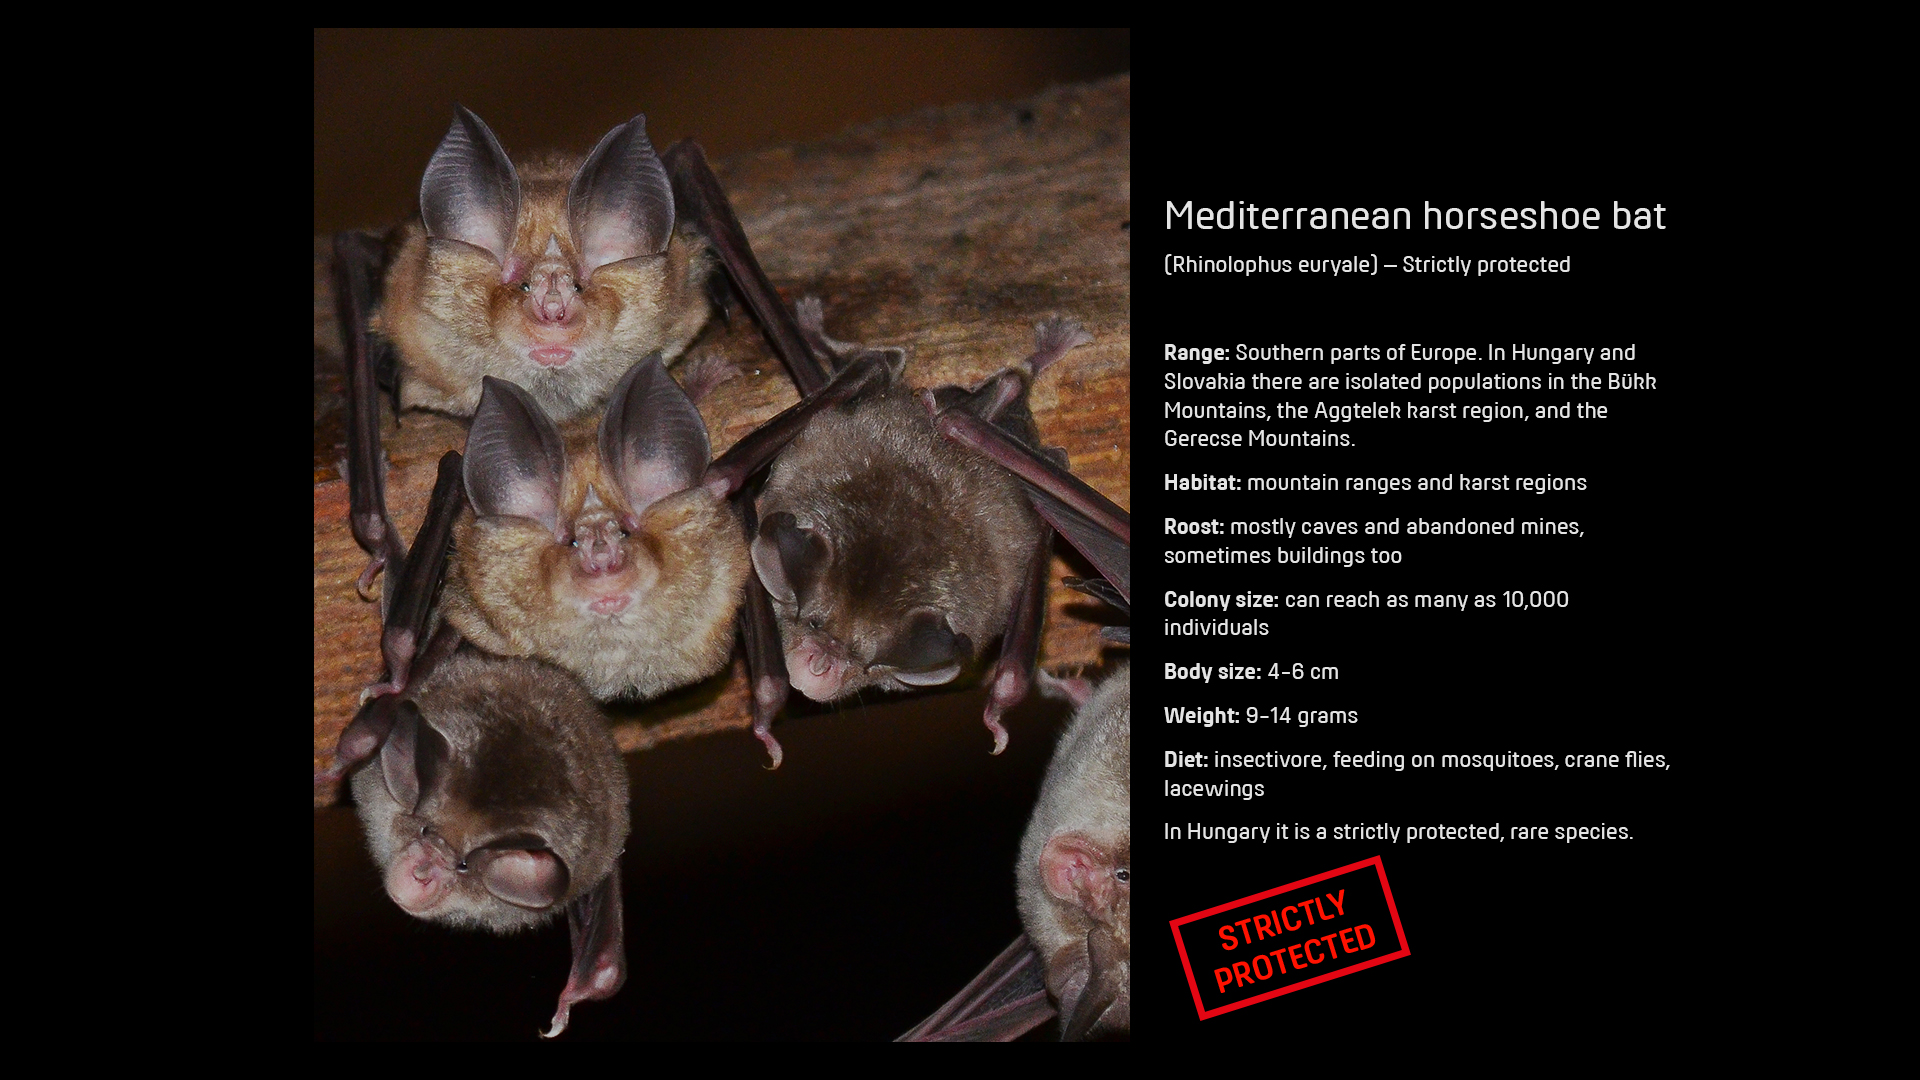 Mediterranean horseshoe bat
(Rhinolophus euryale) – Strictly protected
Range: Southern parts of Europe. In Hungary and
Slovakia there are isolated populations in the Bükk
Mountains, the Aggtelek karst region, and the
Gerecse Mountains.
Habitat: mountain ranges and karst regions
Roost: mostly caves and abandoned mines,
sometimes buildings too
Colony size: can reach as many as 10,000
individuals
Body size: 4-6 cm
Weight: 9-14 grams
Diet: insectivore, feeding on mosquitoes, crane flies,
lacewings
In Hungary it is a strictly protected, rare species.
STRICTLY
PROTECTED